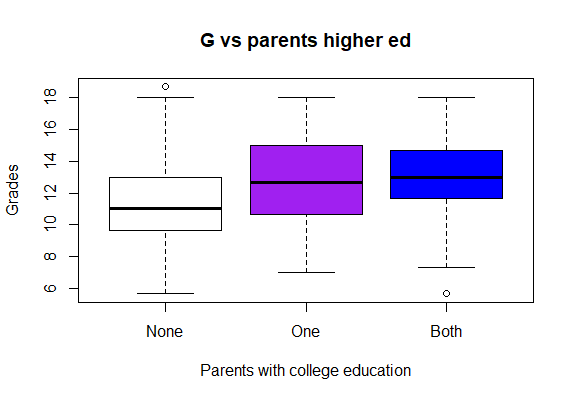 G vs parents higher ed
Grades
18
16
14
12
10
8
6
None One Both
Parents with college education